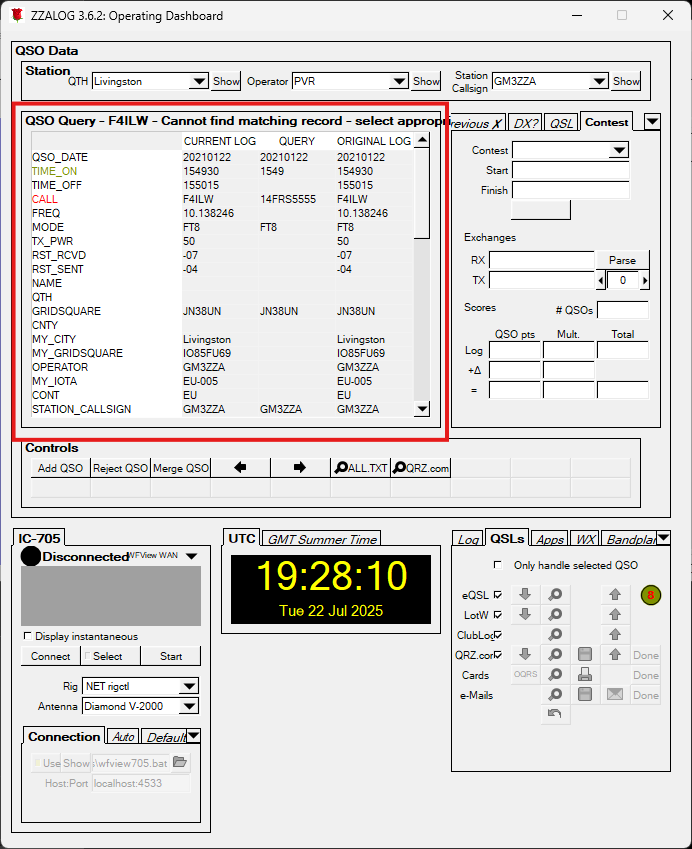 ZZALOG 3.6.2: Operating Dashboard
QSO Data
Station
QTH Livingston Show Operator PVR Show Station Callsign GM3ZZA Show
QSO Query - F4ILW - Cannot find matching record - select appropri
CURRENT LOG QUERY ORIGINAL LOG
QSO_DATE 20210122 20210122 20210122
TIME_ON 154930 1549 154930
TIME_OFF 155015 155015
CALL F4ILW 14FRS5555 F4ILW
FREQ 10.138246 10.138246
MODE FT8 FT8 FT8
TX_PWR 50 50
RST_RCVD -07 -07
RST_SENT -04 -04
NAME
QTH
GRIDSQUARE JN38UN JN38UN JN38UN
CNTY
MY_CITY Livingston Livingston
MY_GRIDSQUARE IO85FU69 IO85FU69
OPERATOR GM3ZZA GM3ZZA
MY_IOTA EU-005 EU-005
CONT EU EU
STATION_CALLSIGN GM3ZZA GM3ZZA GM3ZZA
revious X DX? QSL Contest
Contest
Start
Finish
Exchanges
RX Parse
TX 0
Scores # QSOs
QSO pts Mult. Total
Log
+Δ
=
Controls
Add QSO Reject QSO Merge QSO ALL.TXT QRZ.com
IC-705
Disconnected WFView WAN
Display instantaneous
Connect Select Start
Rig NET rigctl
Antenna Diamond V-2000
Connection Auto Default
Use Show s\wfview705.bat
Host:Port localhost:4533
UTC GMT Summer Time
19:28:10
Tue 22 Jul 2025
Log QSLs Apps WX Bandplan
Only handle selected QSO
eQSL 8
LotW
ClubLog
QRZ.com Done
Cards OQRS Done
e-Mails Done